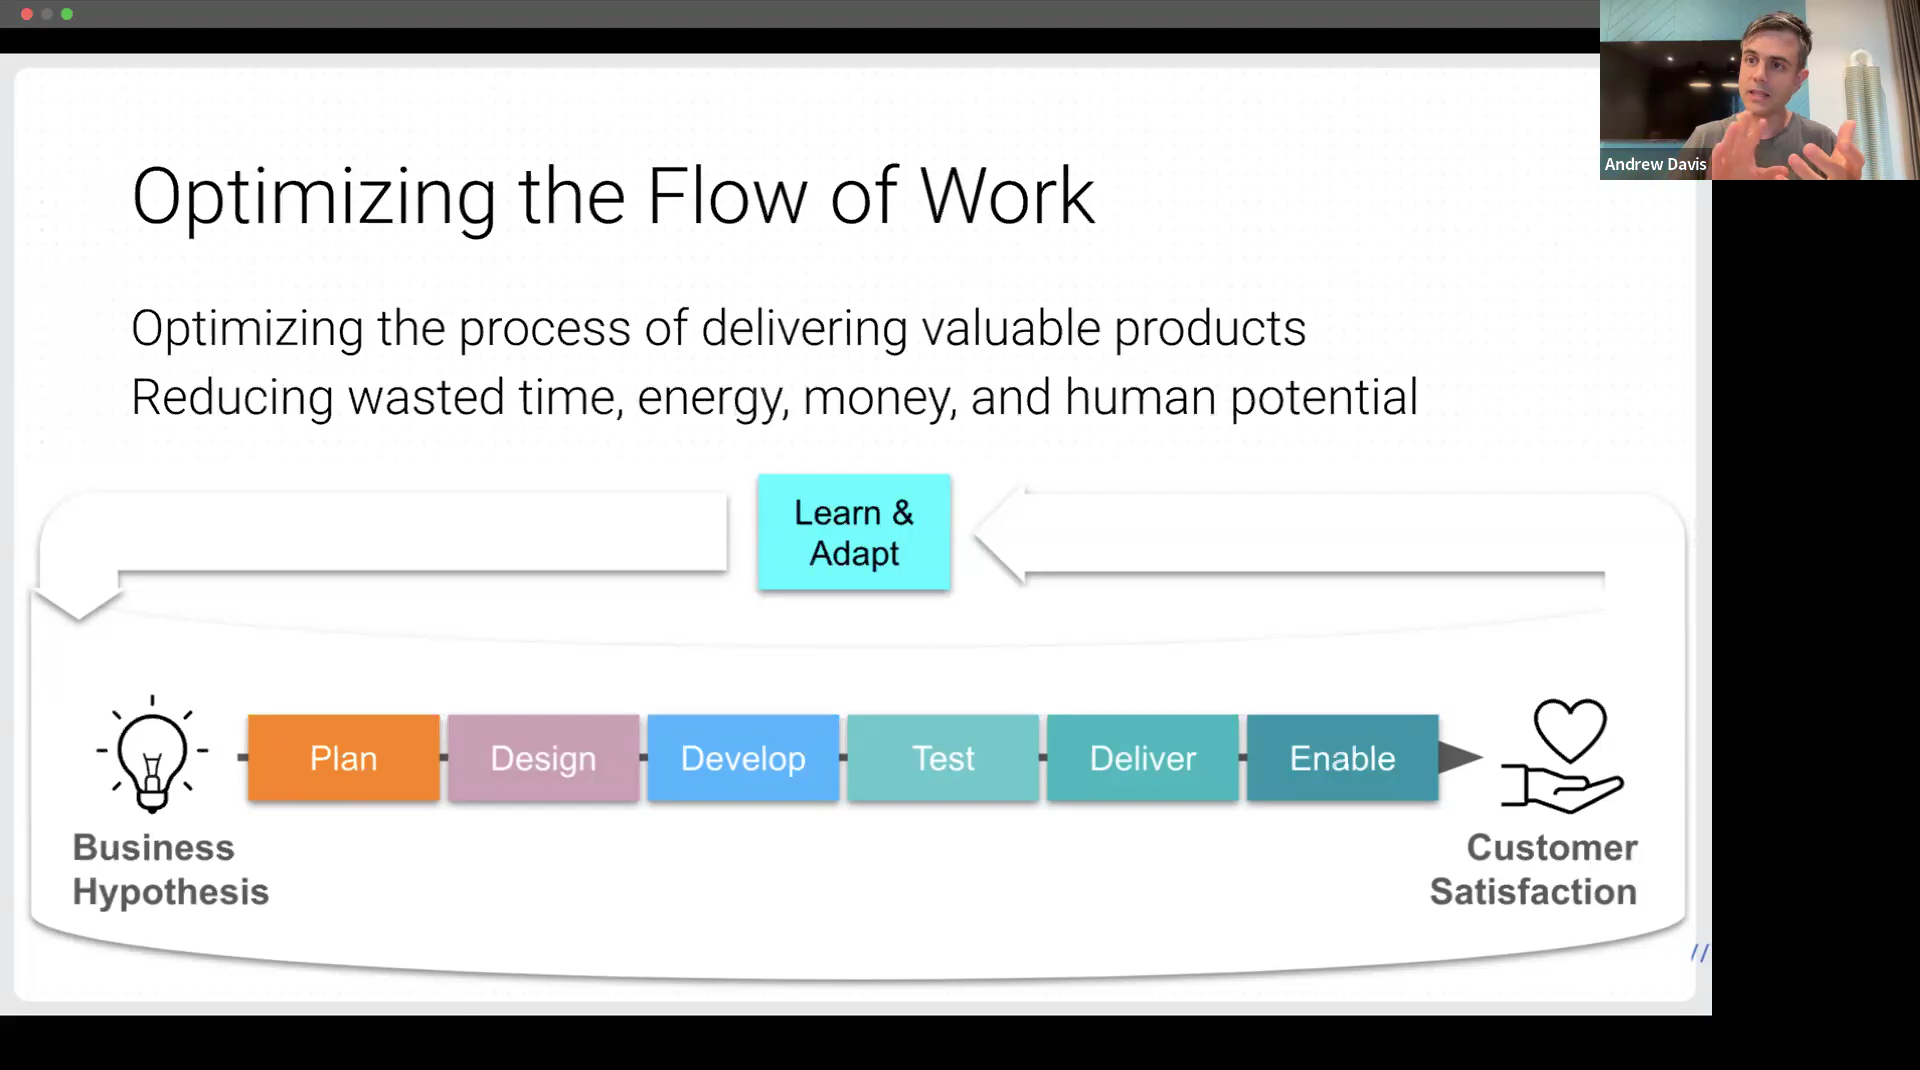 Andrew Davis
Optimizing the Flow of Work
Optimizing the process of delivering valuable products
Reducing wasted time, energy, money, and human potential
Learn &
Adapt
Plan
Design
Develop
Test
Deliver
Enable
Business
Hypothesis
Customer
Satisfaction
//